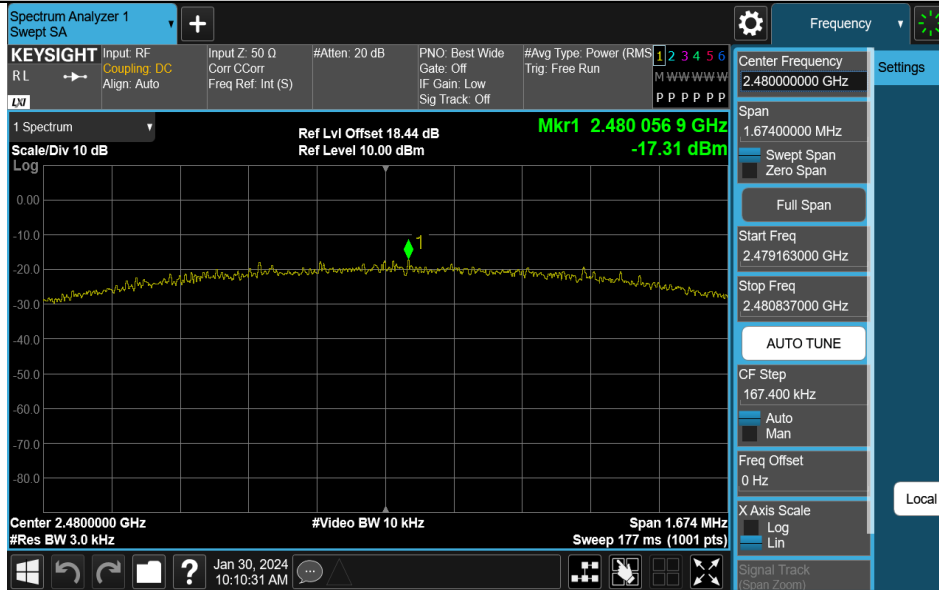 Spectrum Analyzer 1
Swept SA
+
Frequency
KEYSIGHT
R L
LXI
Input: RF
Coupling: DC
Align: Auto
Input Z: 50 Ω
Corr CCorr
Freq Ref: Int (S)
#Atten: 20 dB
PNO: Best Wide
Gate: Off
IF Gain: Low
Sig Track: Off
#Avg Type: Power (RMS
Trig: Free Run
1 2 3 4 5 6
M W W W W W
P P P P P P
Center Frequency
2.480000000 GHz
Settings
Span
1.67400000 MHz
Swept Span
Zero Span
Full Span
Start Freq
2.479163000 GHz
Stop Freq
2.480837000 GHz
AUTO TUNE
CF Step
167.400 kHz
Auto
Man
Freq Offset
0 Hz
X Axis Scale
Log
Lin
Signal Track
(Span Zoom)
Local
1 Spectrum
Scale/Div 10 dB
Log
Ref Lvl Offset 18.44 dB
Ref Level 10.00 dBm
Mkr1 2.480 056 9 GHz
-17.31 dBm
0.00
-10.0
-20.0
-30.0
-40.0
-50.0
-60.0
-70.0
-80.0
1
Center 2.4800000 GHz
#Res BW 3.0 kHz
#Video BW 10 kHz
Span 1.674 MHz
Sweep 177 ms (1001 pts)
?
Jan 30, 2024
10:10:31 AM